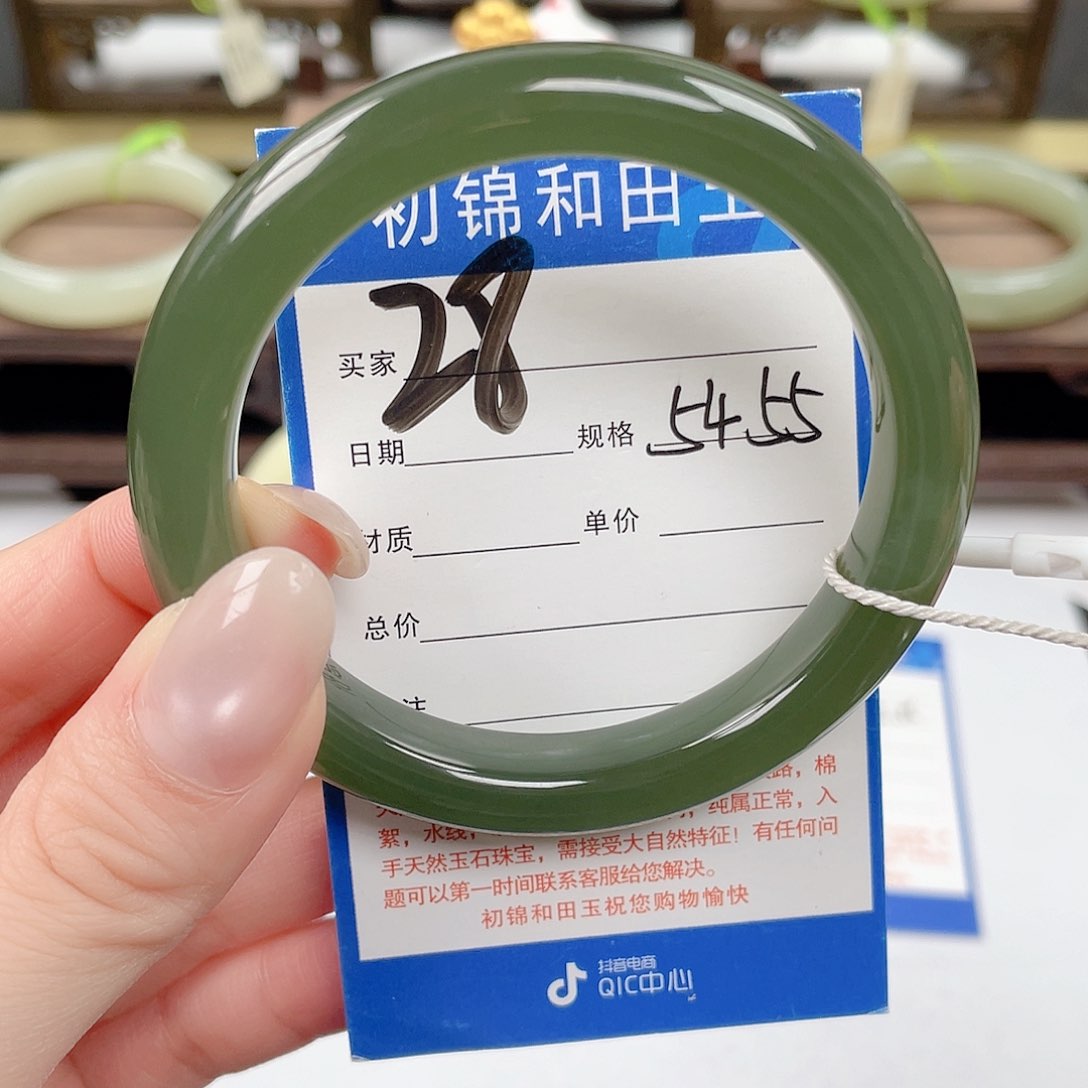 初锦和田玉
买家 28
日期 规格 54.55
材质 单价
总价
注
路，棉
絮，水线，纯属正常，入
手天然玉石珠宝，需接受大自然特征！有任何问
题可以第一时间联系客服给您解决。
初锦和田玉祝您购物愉快
抖音电商
QIC中心